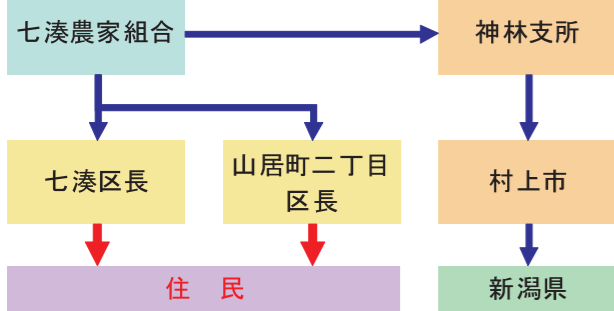 七湊農家組合
神林支所
七湊区長
山居町二丁目
区長
村上市
住　民
新潟県